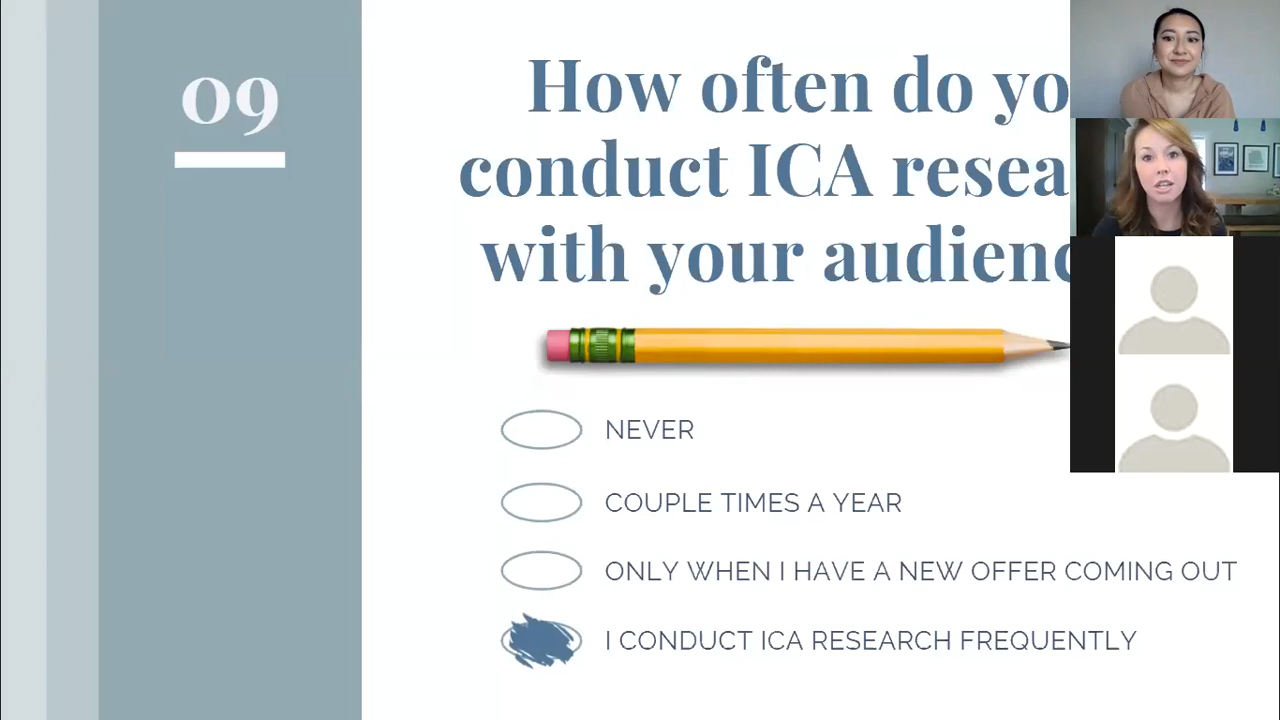 09
How often do yo
conduct ICA resea
with your audienc
NEVER
COUPLE TIMES A YEAR
ONLY WHEN I HAVE A NEW OFFER COMING OUT
I CONDUCT ICA RESEARCH FREQUENTLY